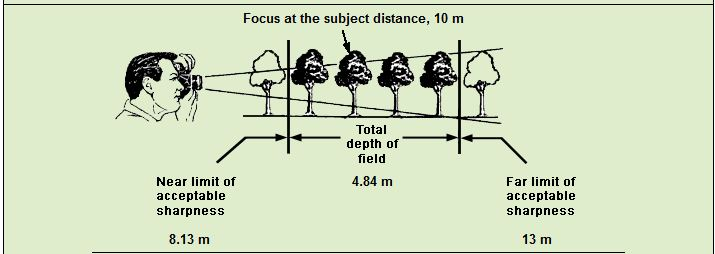 Focus at the subject distance, 10 m
Total
depth of
field
4.84 m
Near limit of
acceptable
sharpness
8.13 m
Far limit of
acceptable
sharpness
13 m